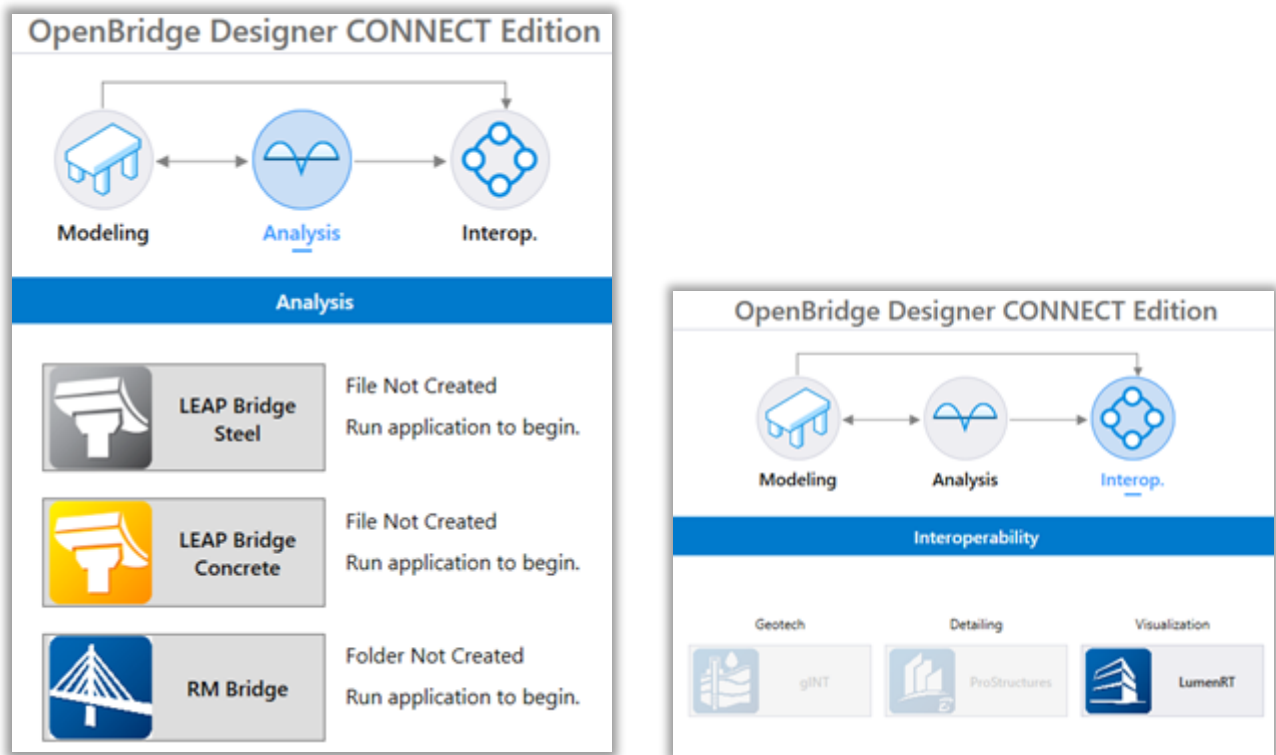 OpenBridge Designer CONNECT Edition
Modeling
Analysis
Interop.
Analysis
LEAP Bridge
Steel
File Not Created
Run application to begin.
LEAP Bridge
Concrete
File Not Created
Run application to begin.
RM Bridge
Folder Not Created
Run application to begin.
OpenBridge Designer CONNECT Edition
Modeling
Analysis
Interop.
Interoperability
Geotech
Detailing
Visualization
gINT
ProStructures
LumenRT